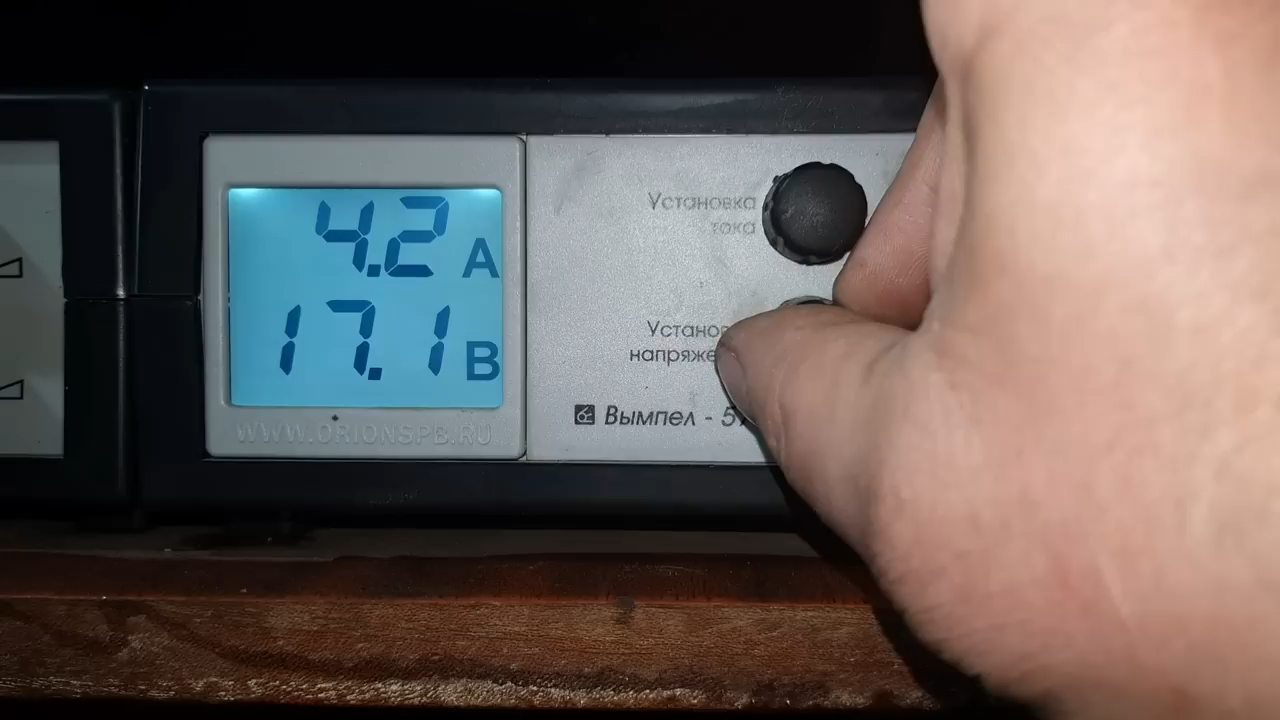 4.2 A
17.1 В
WWW.ORIONSPB.RU
Установка
тока
Вымпел -